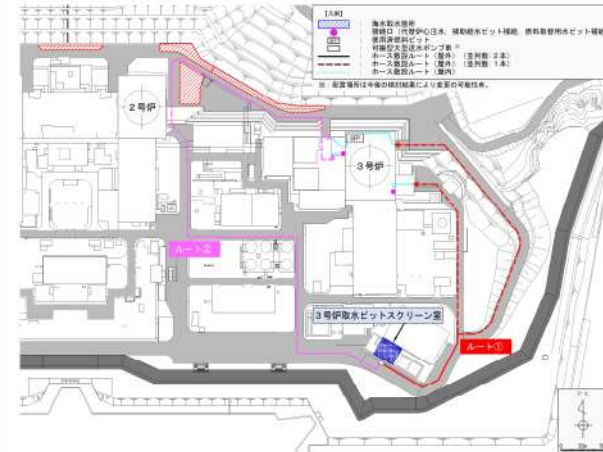 【凡例】
海水取水箇所
接続口（代替炉心注水、補助給水ピット補給、燃料取替用水ピット補給
使用済燃料ピット
可搬型大型送水ポンプ車 ※
ホース敷設ルート（屋外）（並列数：2本）
ホース敷設ルート（屋外）（並列数：1本）
ホース敷設ルート（屋内）
※：配置場所は今後の検討結果により変更の可能性有。
2号炉
3号炉
ルート②
3号炉取水ピットスクリーン室
ルート①